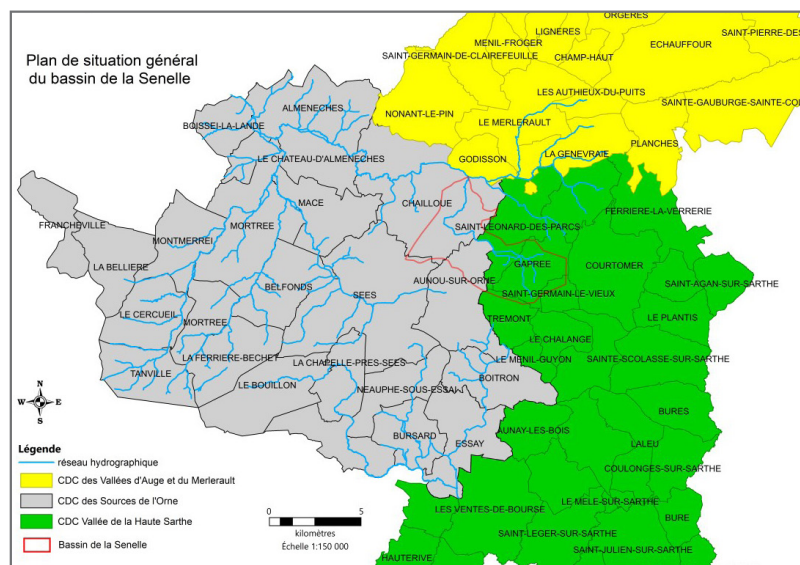 Plan de situation général
du bassin de la Senelle
ORGERES
LIGNERES
SAINT-PIERRE-DES
MENIL-FROGER
ECHAUFFOUR
SAINT-GERMAIN-DE-CLAIREFEUILLE
CHAMP-HAUT
LES AUTHIEUX-DU-PUITS
SAINTE-GAUBURGE-SAINTE-COL
ALMENECHES
NONANT-LE-PIN
LE MERLERAULT
BOISSEI-LA-LANDE
PLANCHES
LA GENEVRAIE
LE CHATEAU-D'ALMENECHES
GODISSON
MACE
CHAILLOUE
FERRIERE-LA-VERRERIE
FRANCHEVILLE
MORTREE
SAINT-LEONARD-DES-PARCS
MONTMERREI
LA BELLIERE
GAPREE
COURTOMER
AUNOU-SUR-ORNE
SAINT-AGAN-SUR-SARTHE
BELFONDS
SEES
SAINT-GERMAIN-LE-VIEUX
LE CERCUEIL
MORTREE
TREMONT
LE PLANTIS
LE CHALANGE
LA FERRIERE-BECHET
LA CHAPELLE-PRES-SEES
LE MENIL-GUYON
SAINTE-SCOLASSE-SUR-SARTHE
TANVILLE
LE BOUILLON
NEAUPHE-SOUS-ESSAI
BOITRON
N
W E
S
BURES
AUNAY-LES-BOIS
BURSARD
ESSAY
LALEU
Légende
réseau hydrographique
CDC des Vallées d'Auge et du Merlerault
CDC des Sources de l'Orne
CDC Vallée de la Haute Sarthe
Bassin de la Senelle
COULONGES-SUR-SARTHE
LE MELE-SUR-SARTHE
LES VENTES-DE-BOURSE
BURE
0 5
kilomètres
Échelle 1:150 000
SAINT-LEGER-SUR-SARTHE
SAINT-JULIEN-SUR-SARTHE
HAUTERIVE